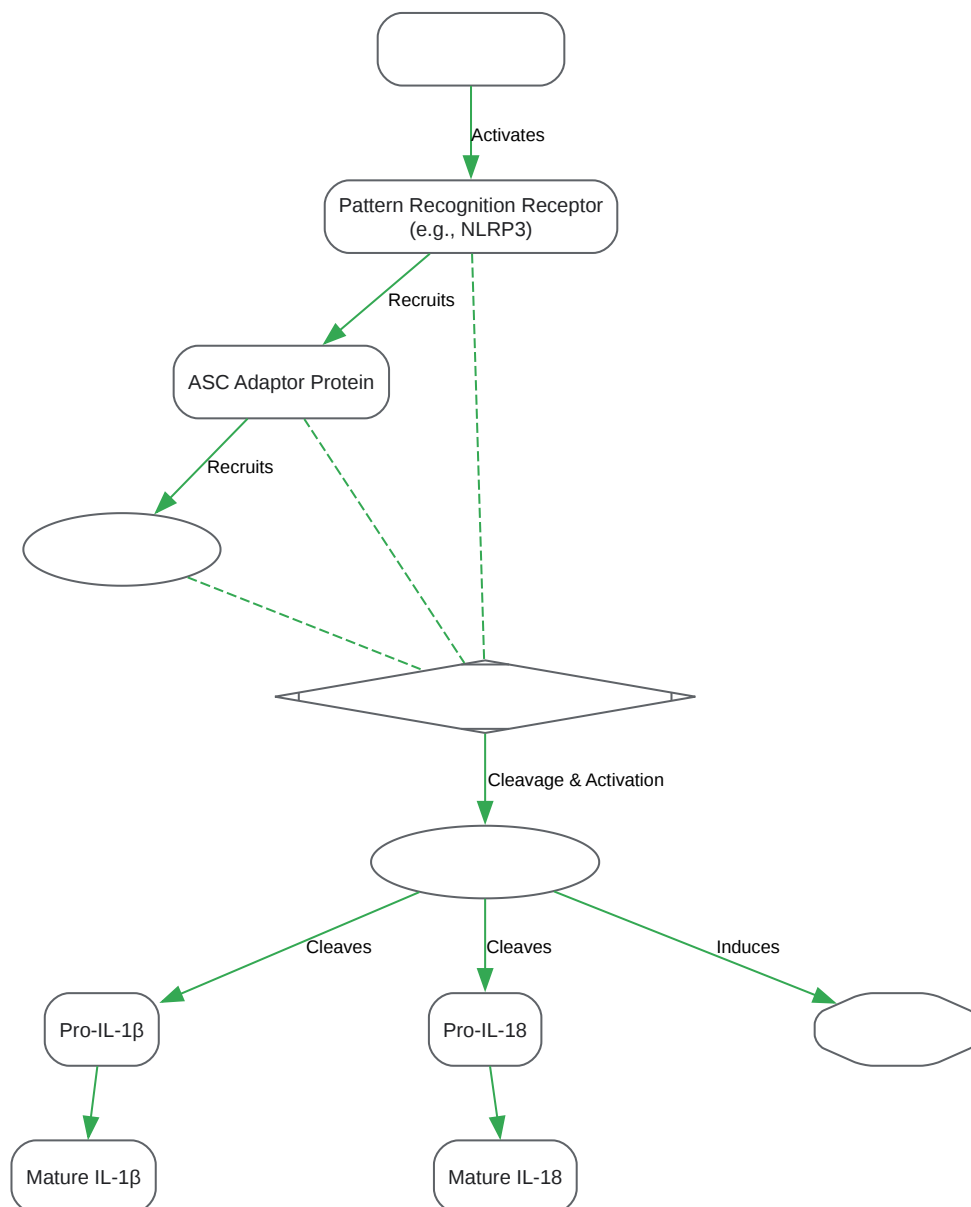 Activates
Pattern Recognition Receptor
(e.g., NLRP3)
Recruits
ASC Adaptor Protein
Recruits
Cleavage & Activation
Cleaves
Cleaves
Induces
Pro-IL-1β
Pro-IL-18
Mature IL-1β
Mature IL-18